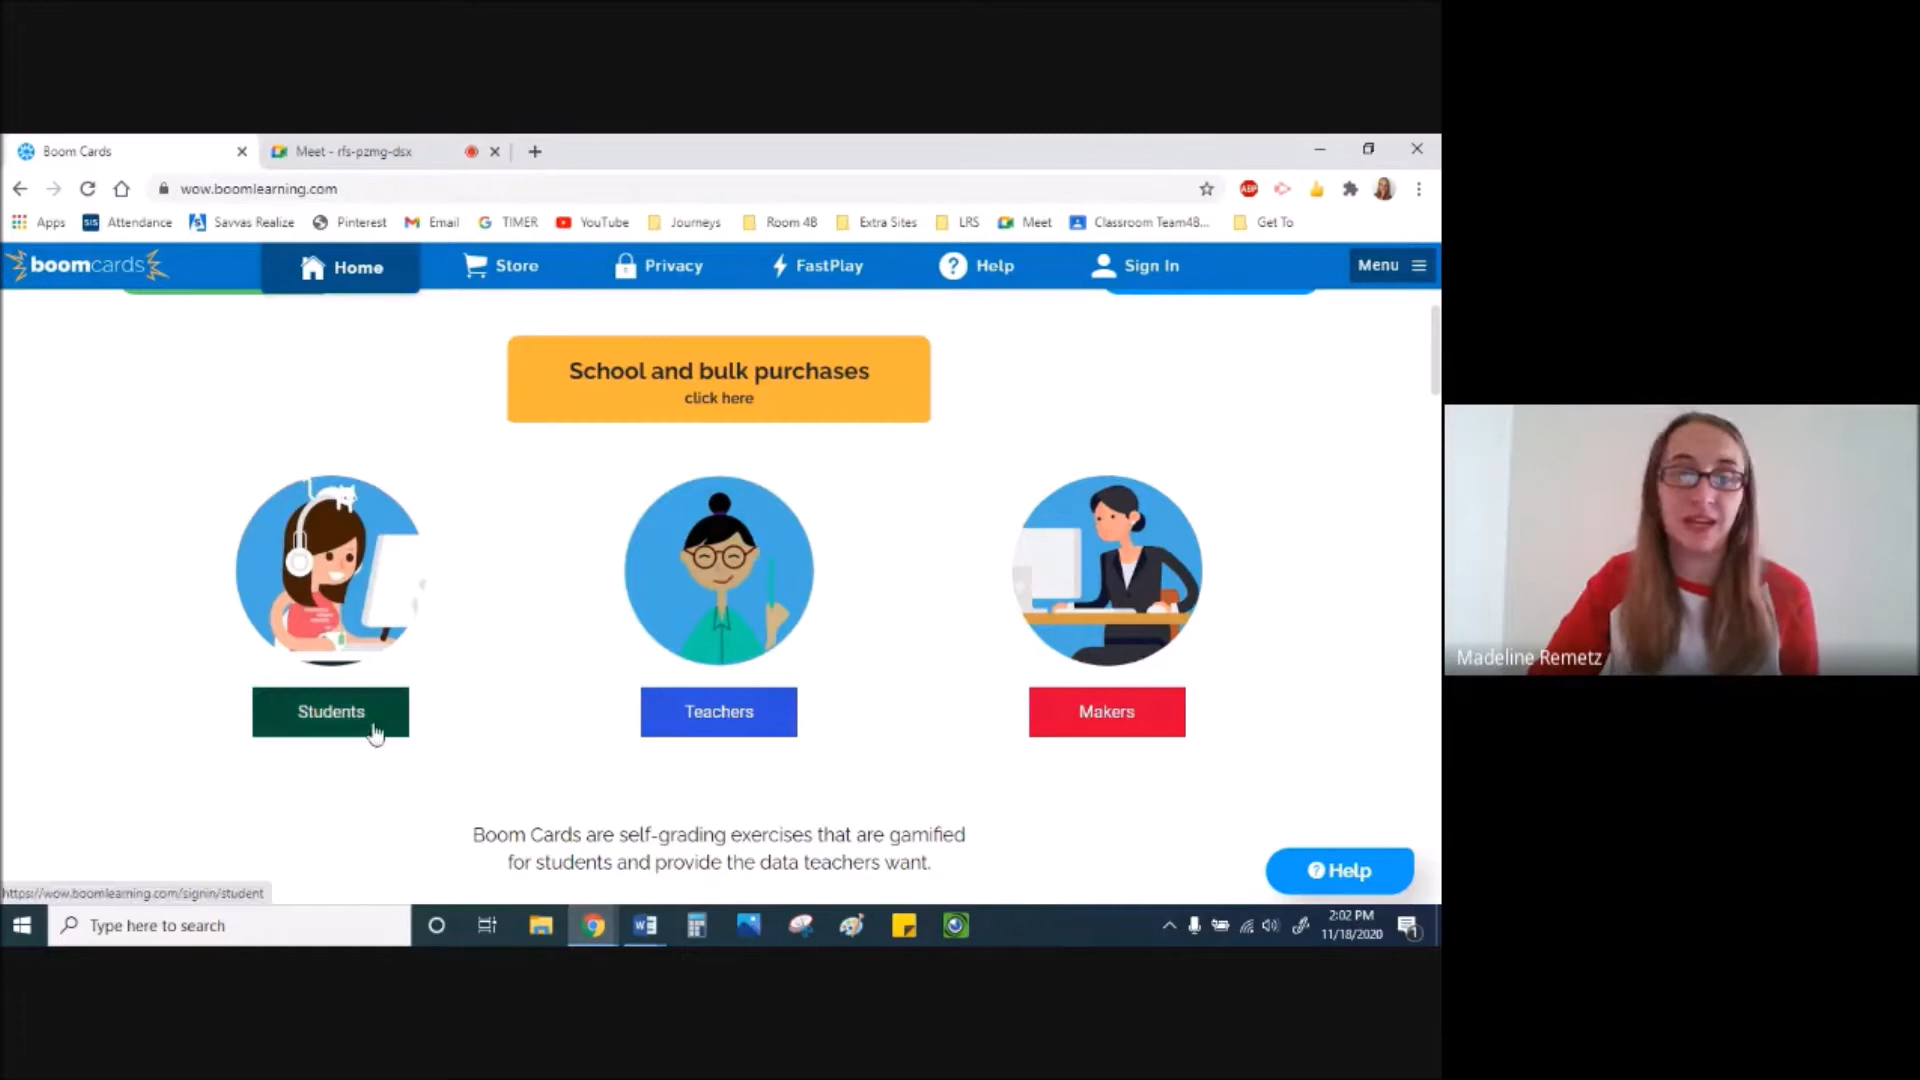 Boom Cards
Meet - rfs-pzmg-dsx
wow.boomlearning.com
ABP
Apps
SIS Attendance
Savvas Realize
Pinterest
Email
TIMER
YouTube
Journeys
Room 4B
Extra Sites
LRS
Meet
Classroom Team4B...
Get To
boomcards
Home
Store
Privacy
FastPlay
Help
Sign In
Menu
School and bulk purchases
click here
Students
Teachers
Makers
Boom Cards are self-grading exercises that are gamified
for students and provide the data teachers want.
Help
https://wow.boomlearning.com/signin/student
Type here to search
2:02 PM
11/18/2020
1
Madeline Remetz